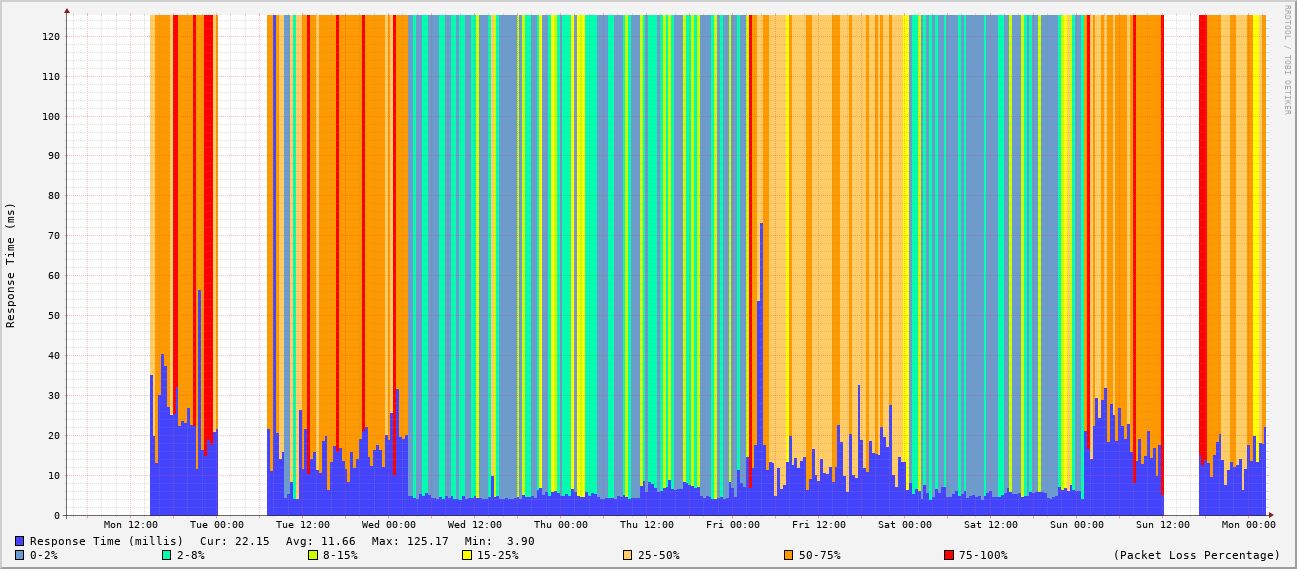 RRDTOOL / TOBI OETIKER
Response Time (ms)
120
110
100
90
80
70
60
50
40
30
20
10
0
Mon 12:00 Tue 00:00 Tue 12:00 Wed 00:00 Wed 12:00 Thu 00:00 Thu 12:00 Fri 00:00 Fri 12:00 Sat 00:00 Sat 12:00 Sun 00:00 Sun 12:00 Mon 00:00
Response Time (millis) Cur: 22.15 Avg: 11.66 Max: 125.17 Min: 3.90
0-2% 2-8% 8-15% 15-25% 25-50% 50-75% 75-100% (Packet Loss Percentage)